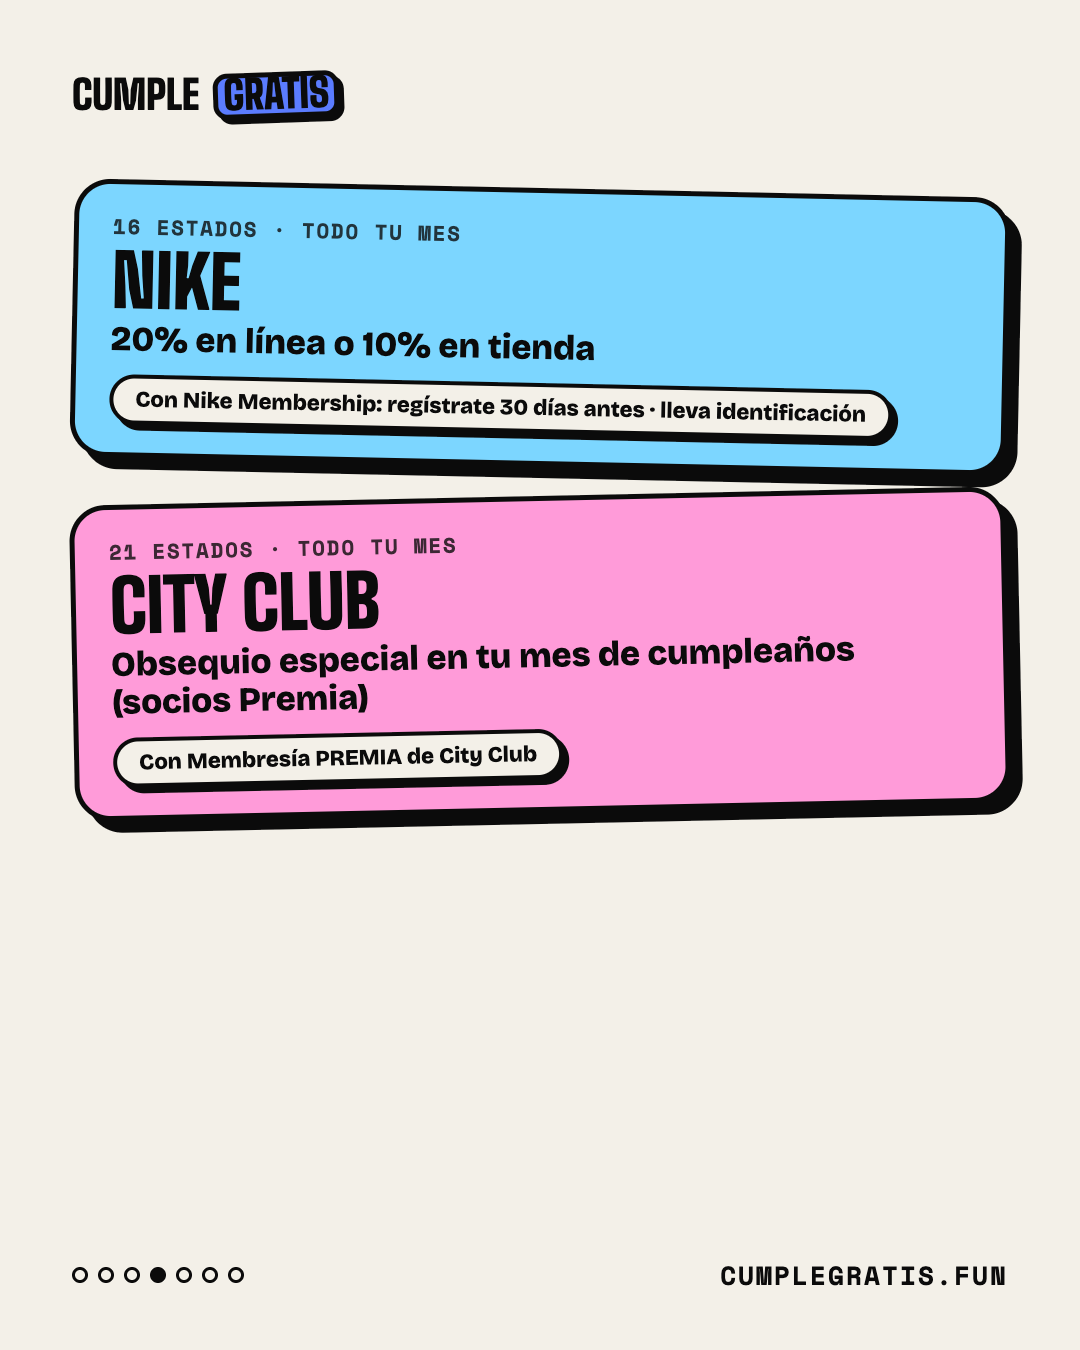 CUMPLE GRATIS
16 ESTADOS · TODO TU MES
NIKE
20% en línea o 10% en tienda
Con Nike Membership: regístrate 30 días antes · lleva identificación
21 ESTADOS · TODO TU MES
CITY CLUB
Obsequio especial en tu mes de cumpleaños
(socios Premia)
Con Membresía PREMIA de City Club
CUMPLEGRATIS.FUN